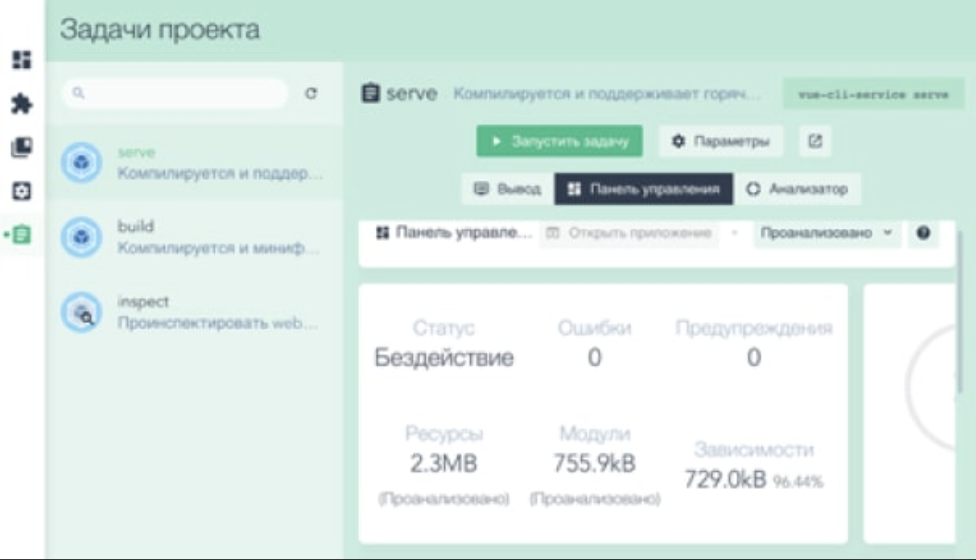 Задачи проекта
serve
Компилируется и поддер...
build
Компилируется и миниф...
inspect
Проинспектировать web...
serve Компилируется и поддерживает горяч... vue-cli-service serve
Запустить задачу Параметры
Вывод Панель управления Анализатор
Панель управле... Открыть приложение Проанализовано
Статус Ошибки Предупреждения
Бездействие 0 0
Ресурсы Модули Зависимости
2.3MB 755.9kB 729.0kB 96.44%
(Проанализовано) (Проанализовано)